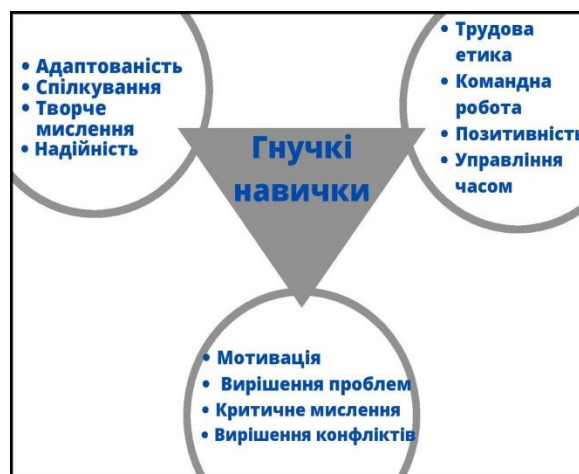 • Адаптованість
• Спілкування
• Творче
мислення
• Надійність
Гнучкі
навички
• Трудова
етика
• Командна
робота
• Позитивність
• Управління
часом
• Мотивація
• Вирішення проблем
• Критичне мислення
• Вирішення конфліктів